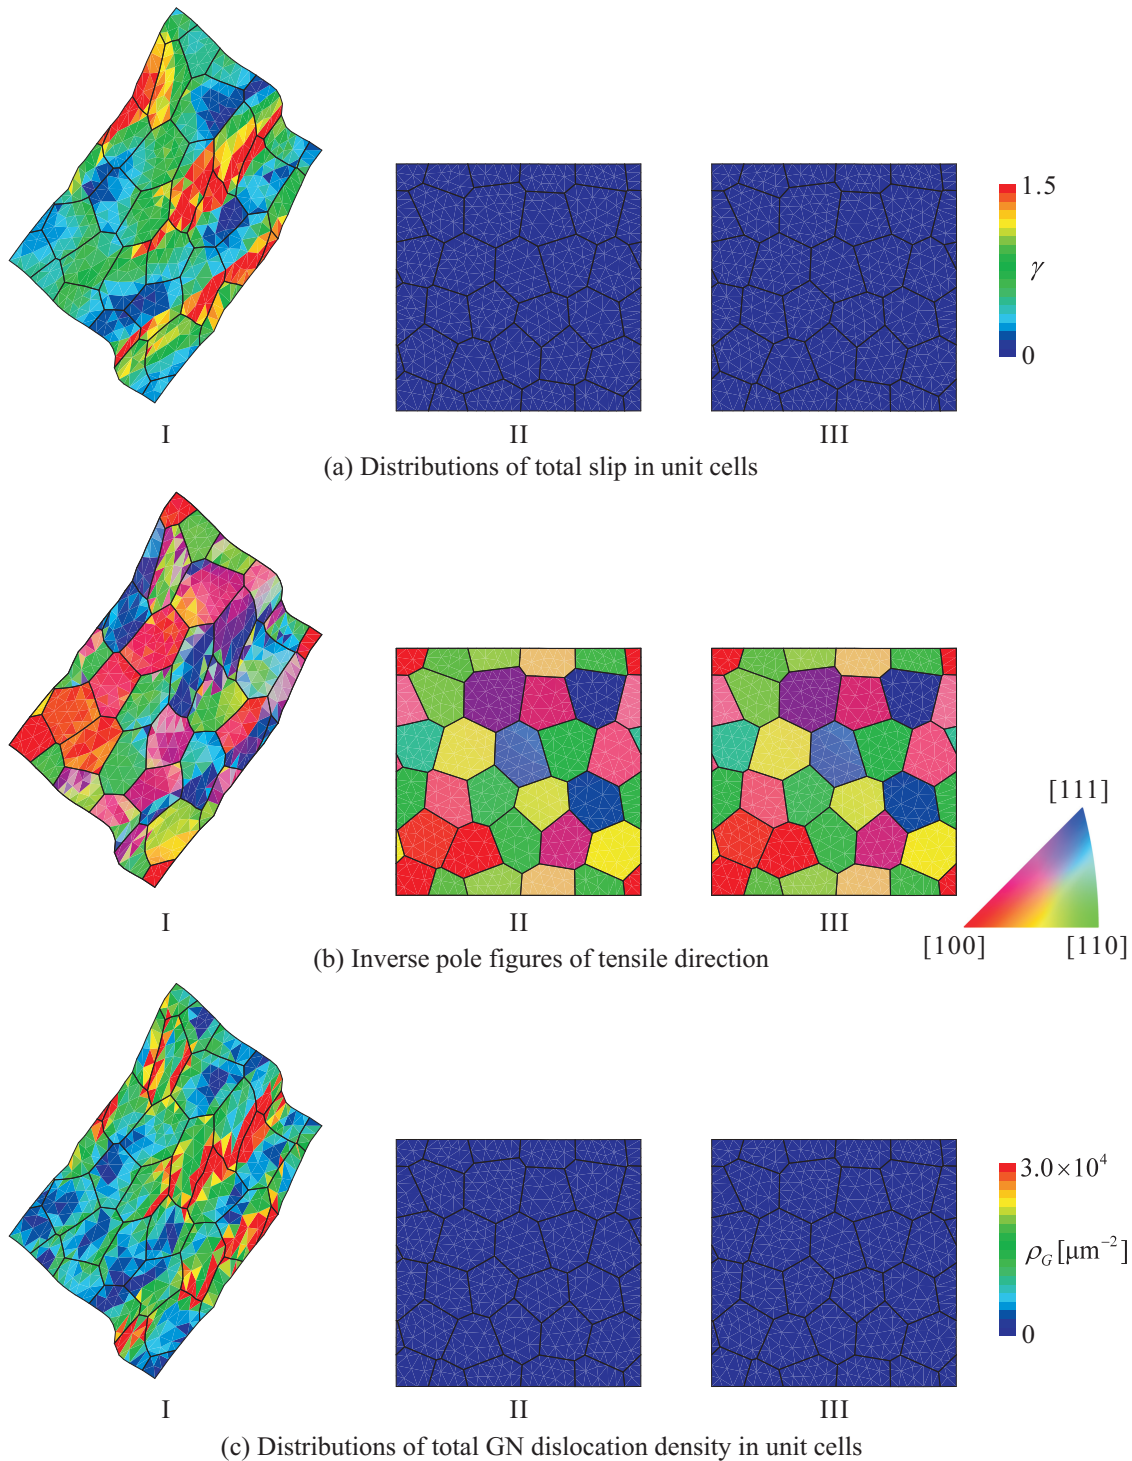 1.5
γ
0
I II III
(a) Distributions of total slip in unit cells
[111]
[100] [110]
I II III
(b) Inverse pole figures of tensile direction
3.0×10⁴
ρ_G [μm⁻²]
0
I II III
(c) Distributions of total GN dislocation density in unit cells